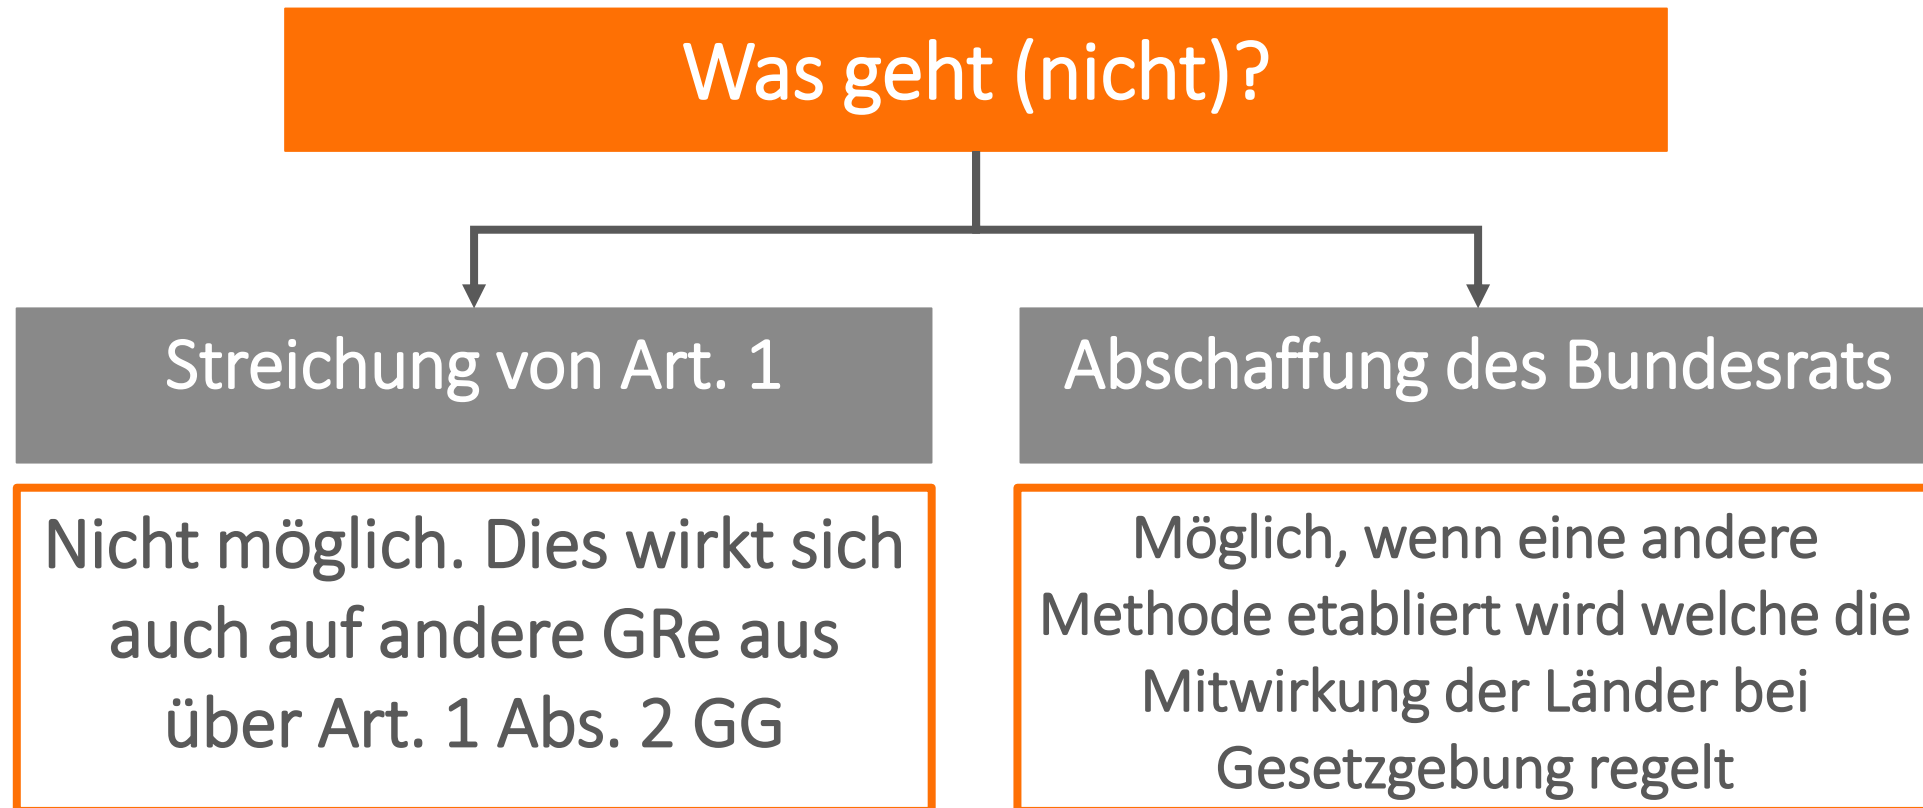 Was geht (nicht)?
Streichung von Art. 1
Nicht möglich. Dies wirkt sich
auch auf andere GRe aus
über Art. 1 Abs. 2 GG
Abschaffung des Bundesrats
Möglich, wenn eine andere
Methode etabliert wird welche die
Mitwirkung der Länder bei
Gesetzgebung regelt